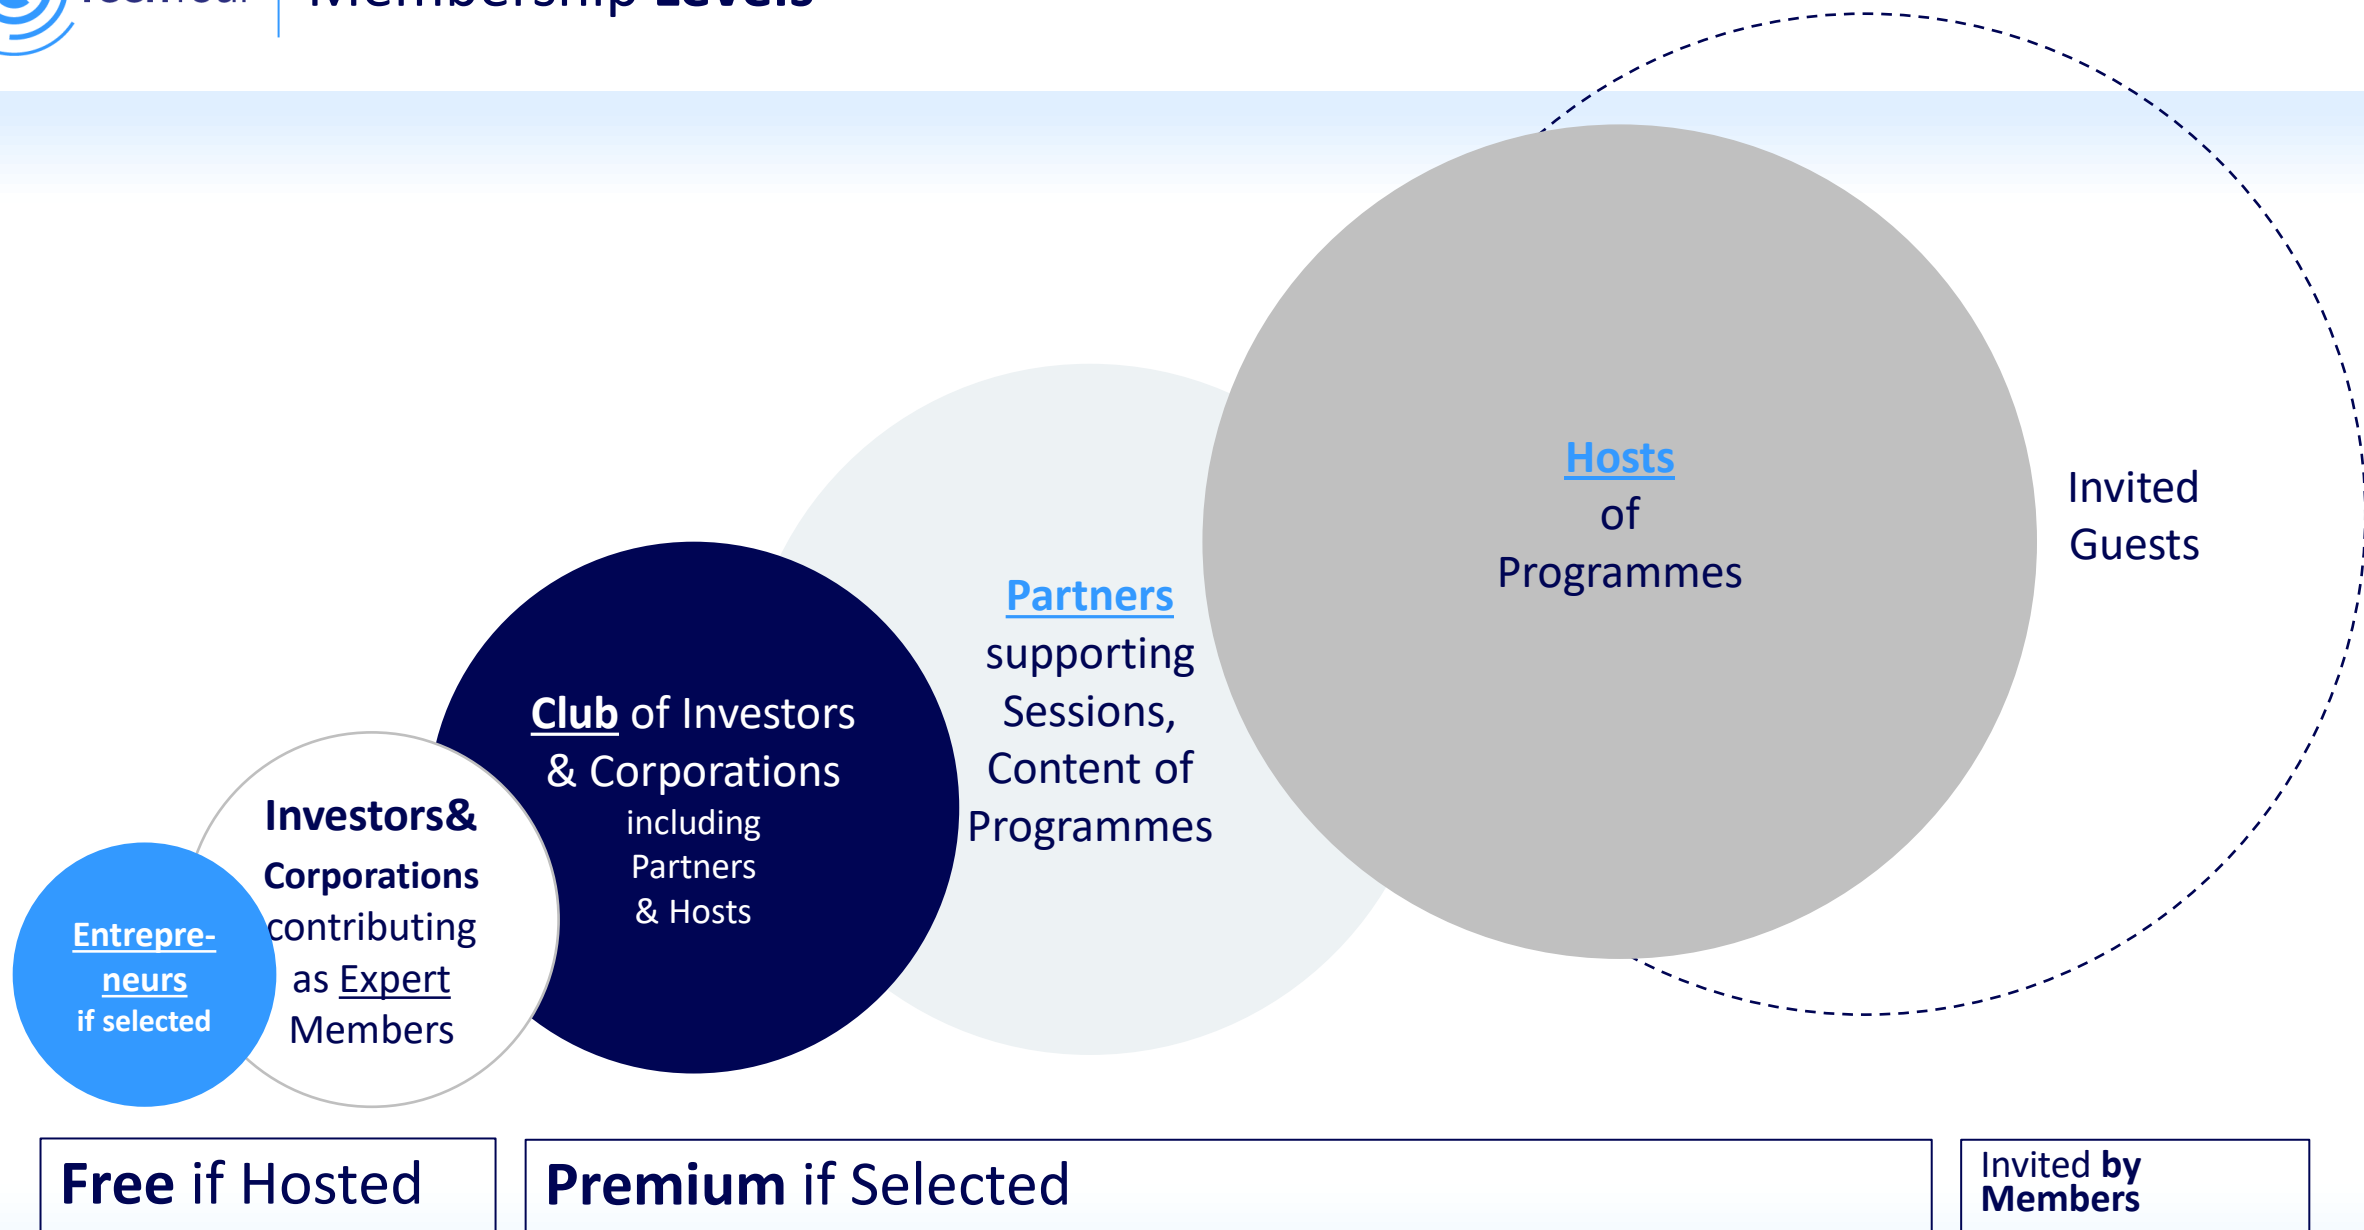 Membership Levels
Entrepre-
neurs
if selected
Investors&
Corporations
contributing
as Expert
Members
Club of Investors
& Corporations
including
Partners
& Hosts
Partners
supporting
Sessions,
Content of
Programmes
Hosts
of
Programmes
Invited
Guests
Free if Hosted
Premium if Selected
Invited by
Members